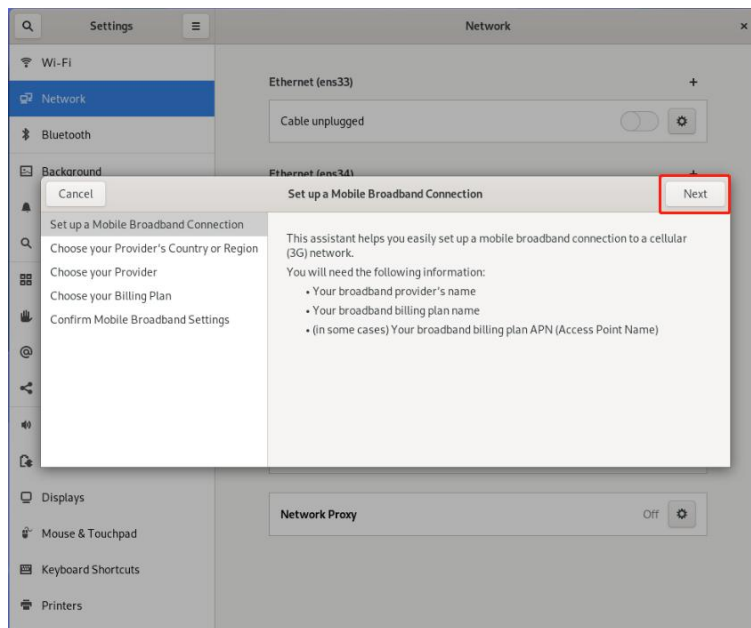 Settings
Network
Wi-Fi
Network
Bluetooth
Background
Displays
Mouse & Touchpad
Keyboard Shortcuts
Printers
Ethernet (ens33)
Cable unplugged
Ethernet (ens34)
Cancel
Set up a Mobile Broadband Connection
Next
Set up a Mobile Broadband Connection
Choose your Provider's Country or Region
Choose your Provider
Choose your Billing Plan
Confirm Mobile Broadband Settings
This assistant helps you easily set up a mobile broadband connection to a cellular
(3G) network.
You will need the following information:
• Your broadband provider's name
• Your broadband billing plan name
• (in some cases) Your broadband billing plan APN (Access Point Name)
Network Proxy
Off